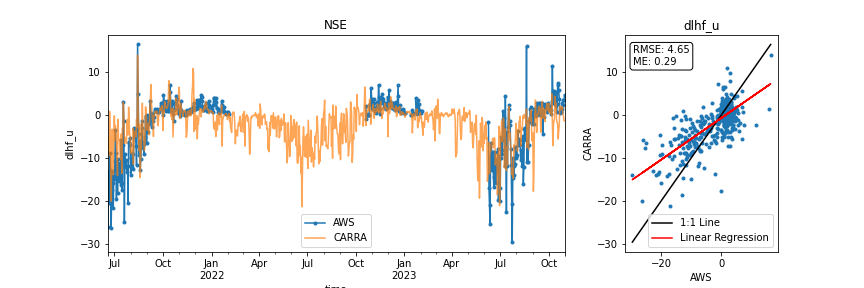 NSE
dlhf_u
10
0
−10
−20
−30
dlhf_u
AWS
CARRA
Jul
Oct
Jan
2022
Apr
Jul
Oct
Jan
2023
Apr
Jul
Oct
time
dlhf_u
RMSE: 4.65
ME: 0.29
10
0
−10
−20
−30
CARRA
1:1 Line
Linear Regression
−20
0
AWS